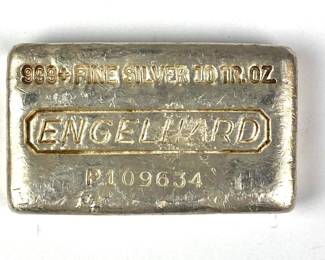 999+ FINE SILVER 10 TR. OZ
ENGELHARD
P109634